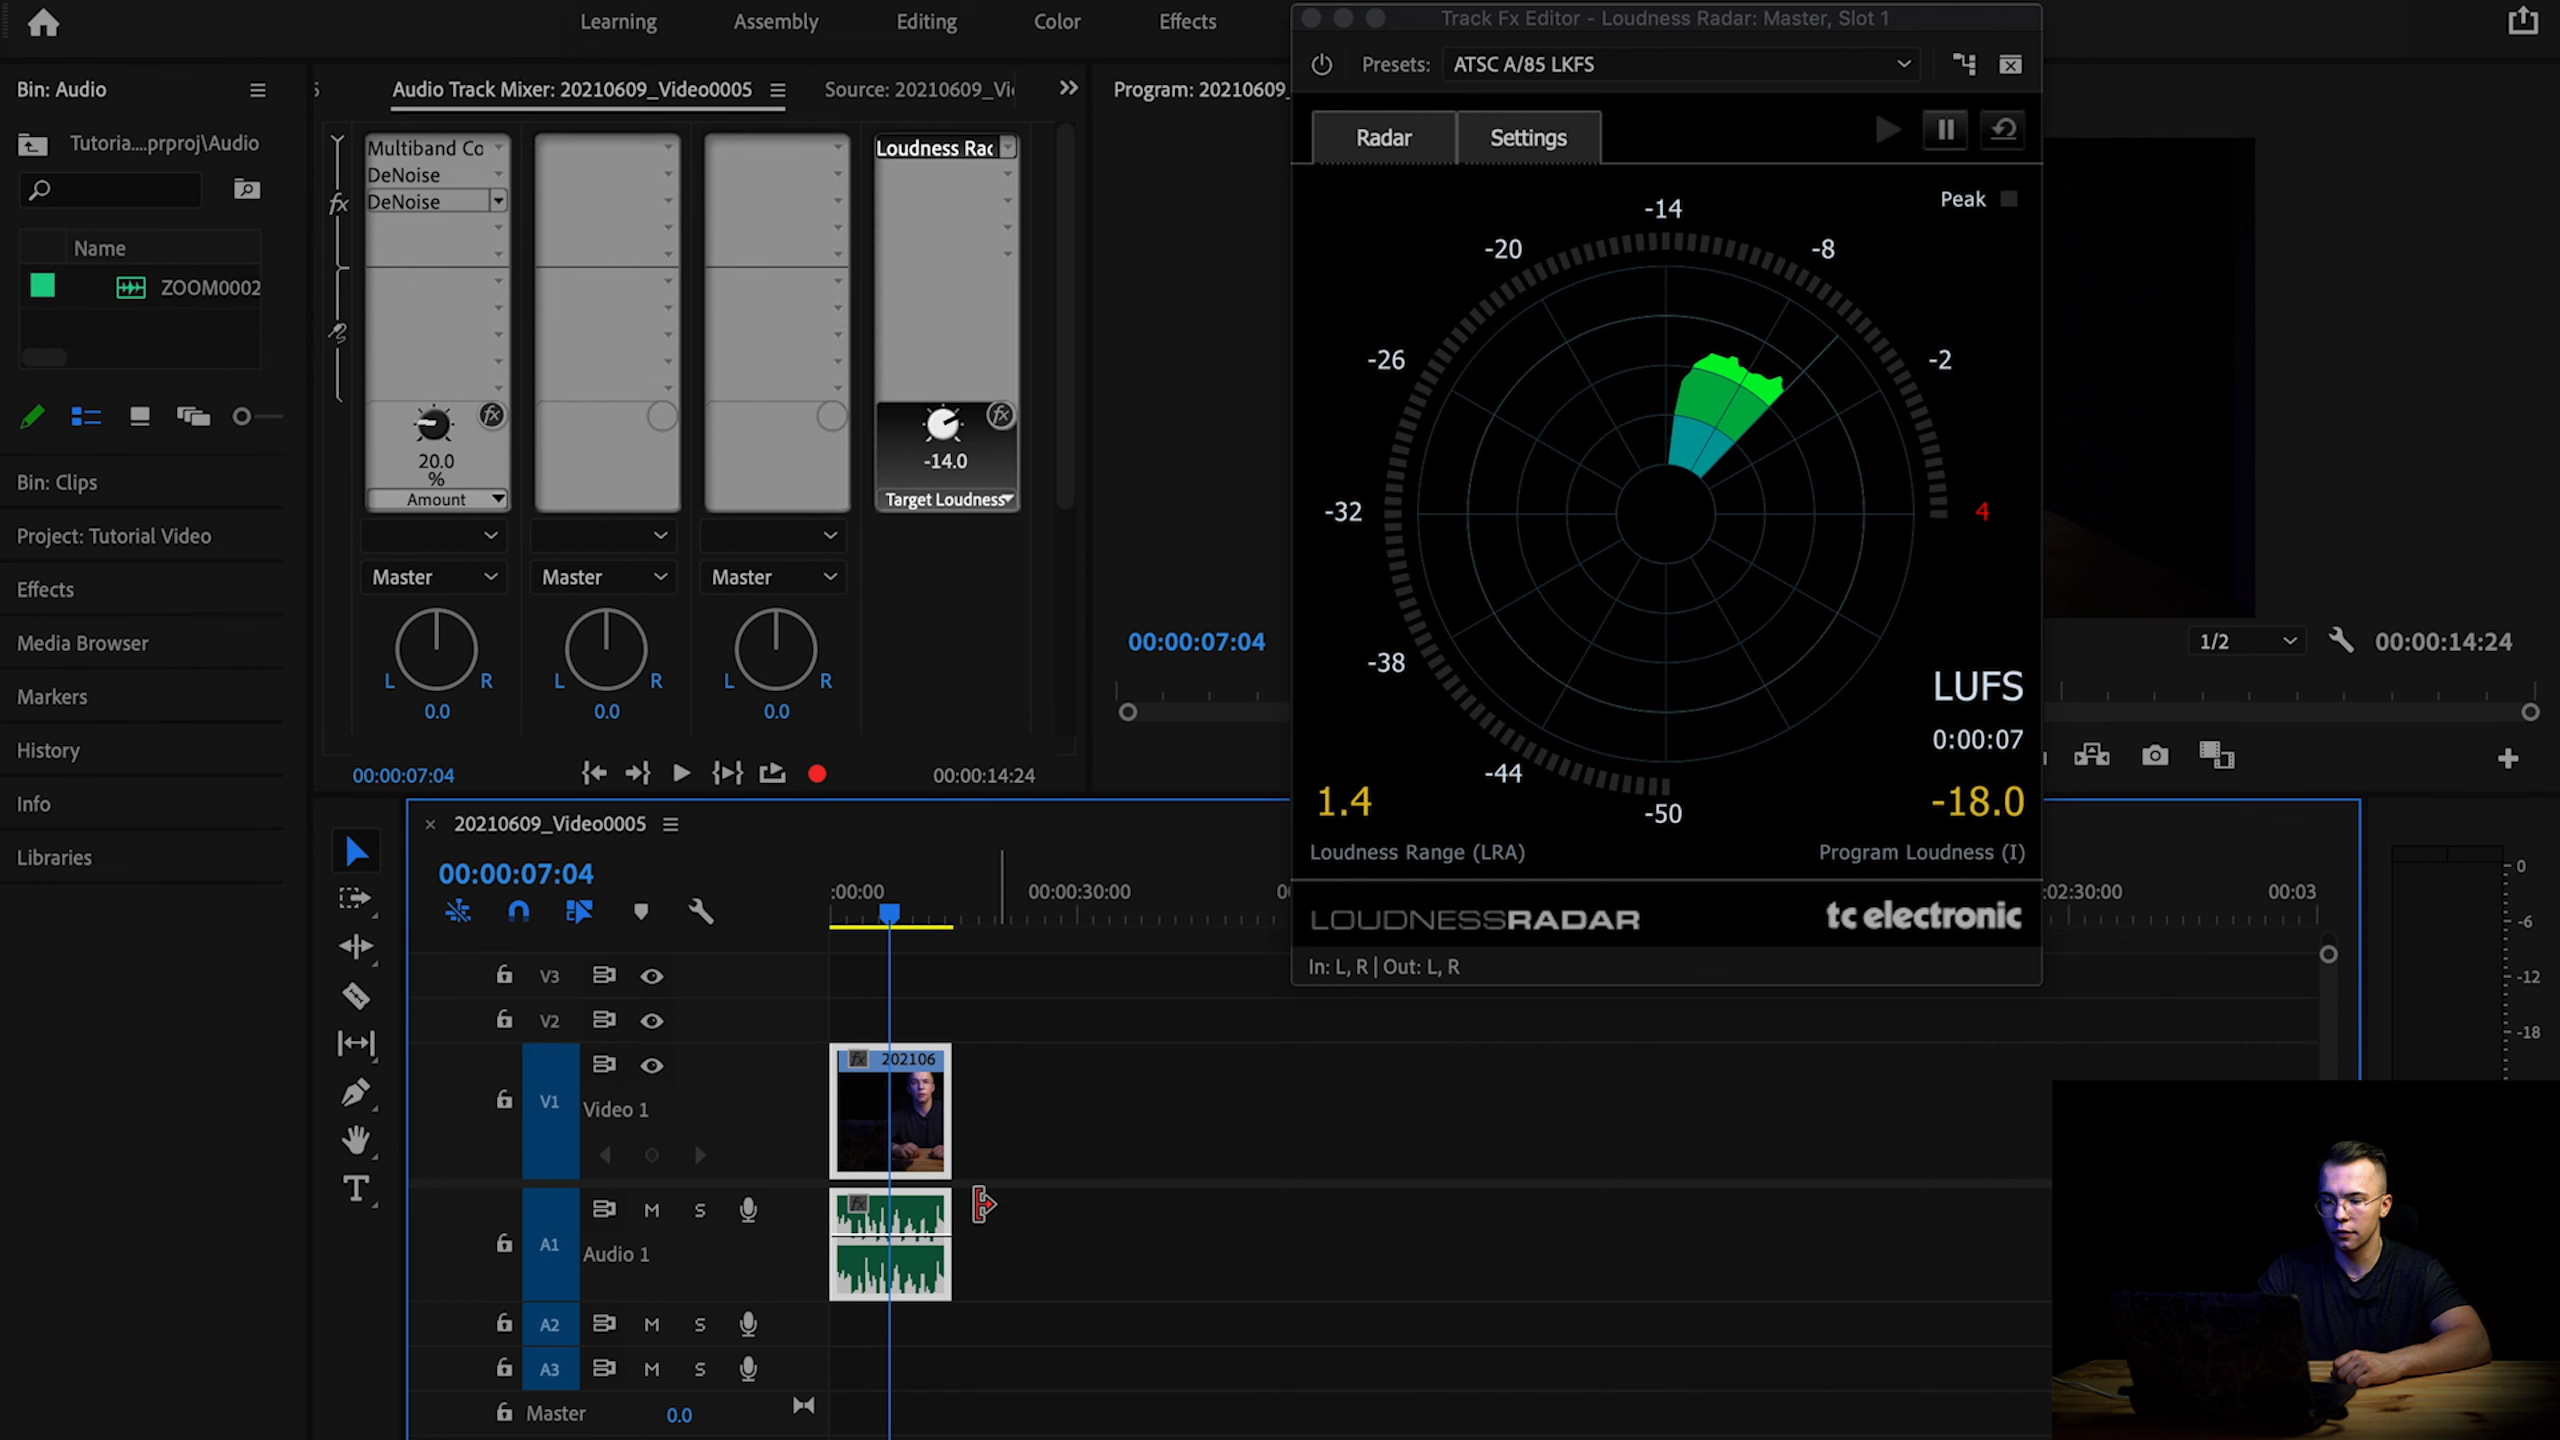 Learning Assembly Editing Color Effects
Track Fx Editor - Loudness Radar: Master, Slot 1
Bin: Audio
Audio Track Mixer: 20210609_Video0005
Source: 20210609_Vi
Program: 20210609_
Presets: ATSC A/85 LKFS
Tutoria....prproj\Audio
Name
ZOOM0002
Bin: Clips
Project: Tutorial Video
Effects
Media Browser
Markers
History
Info
Libraries
fx
Multiband Co
DeNoise
DeNoise
Loudness Rac
fx
20.0
%
Amount
fx
-14.0
Target Loudness
Master Master Master
L R L R L R
0.0 0.0 0.0
00:00:07:04
00:00:14:24
Radar Settings
Peak
-14
-20 -8
-26 -2
-32 4
-38
-44
-50
LUFS
0:00:07
1.4 -18.0
Loudness Range (LRA) Program Loudness (I)
LOUDNESSRADAR tc electronic
In: L, R | Out: L, R
00:00:07:04
1/2 00:00:14:24
20210609_Video0005
00:00:07:04
:00:00 00:00:30:00
:02:30:00 00:03
V3
V2
fx 202106
V1 Video 1
M S
fx
A1 Audio 1
A2 M S
A3 M S
Master 0.0
0
-6
-12
-18
T